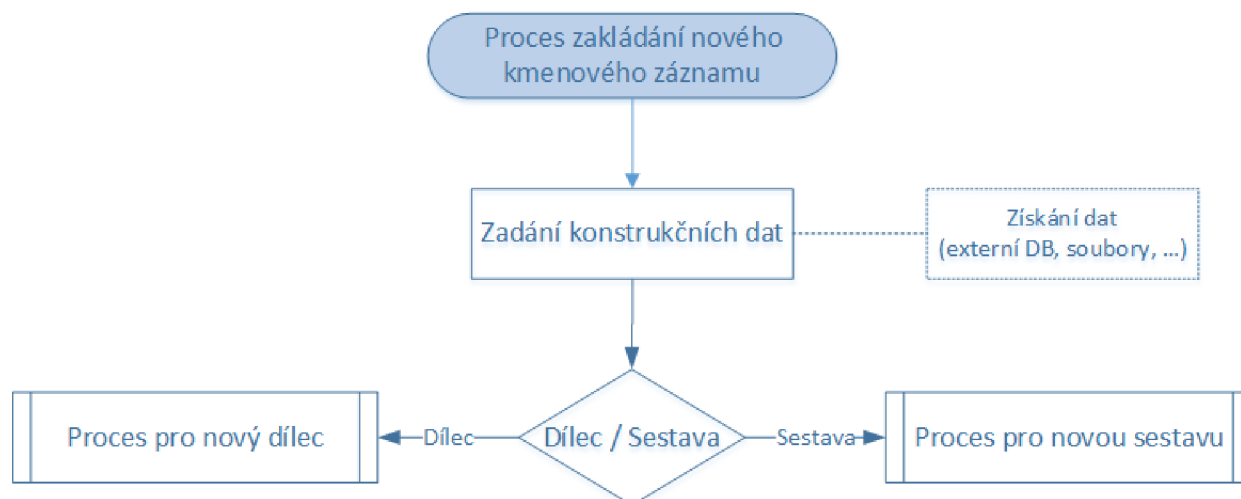 Proces zakládání nového
kmenového záznamu
Zadání konstrukčních dat
Získání dat
(externí DB, soubory, ...)
Proces pro nový dílec
Dílec
Dílec / Sestava
Sestava
Proces pro novou sestavu